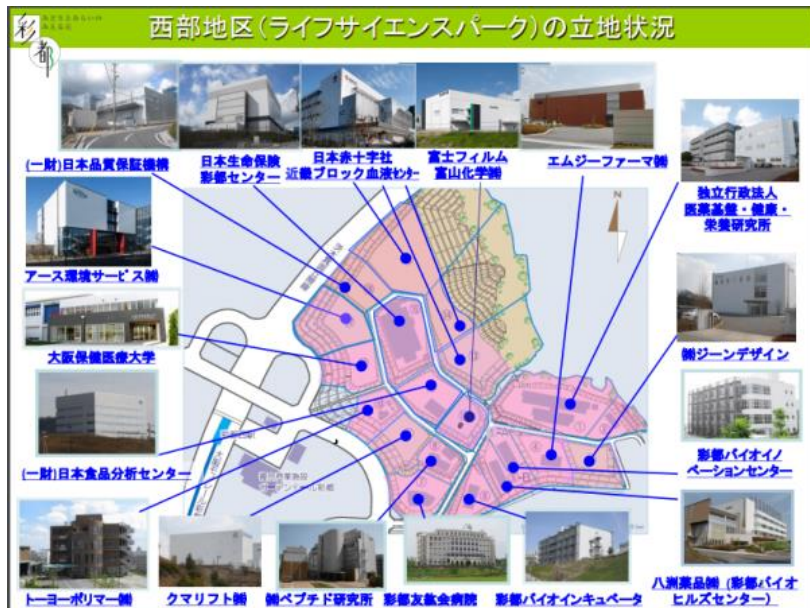 彩都
西部地区(ライフサイエンスパーク)の立地状況
(一財)日本品質保証機構
日本生命保険
彩都センター
日本赤十字社
近畿ブロック血液センター
富士フィルム
富山化学㈱
エムジーファーマ㈱
独立行政法人
医薬基盤・健康・
栄養研究所
アース環境サービス㈱
N
㈱ジーンデザイン
大阪保健医療大学
彩都バイオイノ
ベーションセンター
(一財)日本食品分析センター
八洲薬品㈱(彩都バイオ
ヒルズセンター)
トーヨーポリマー㈱
クマリフト㈱
㈱ペプチド研究所
彩都友紘会病院
彩都バイオインキュベータ